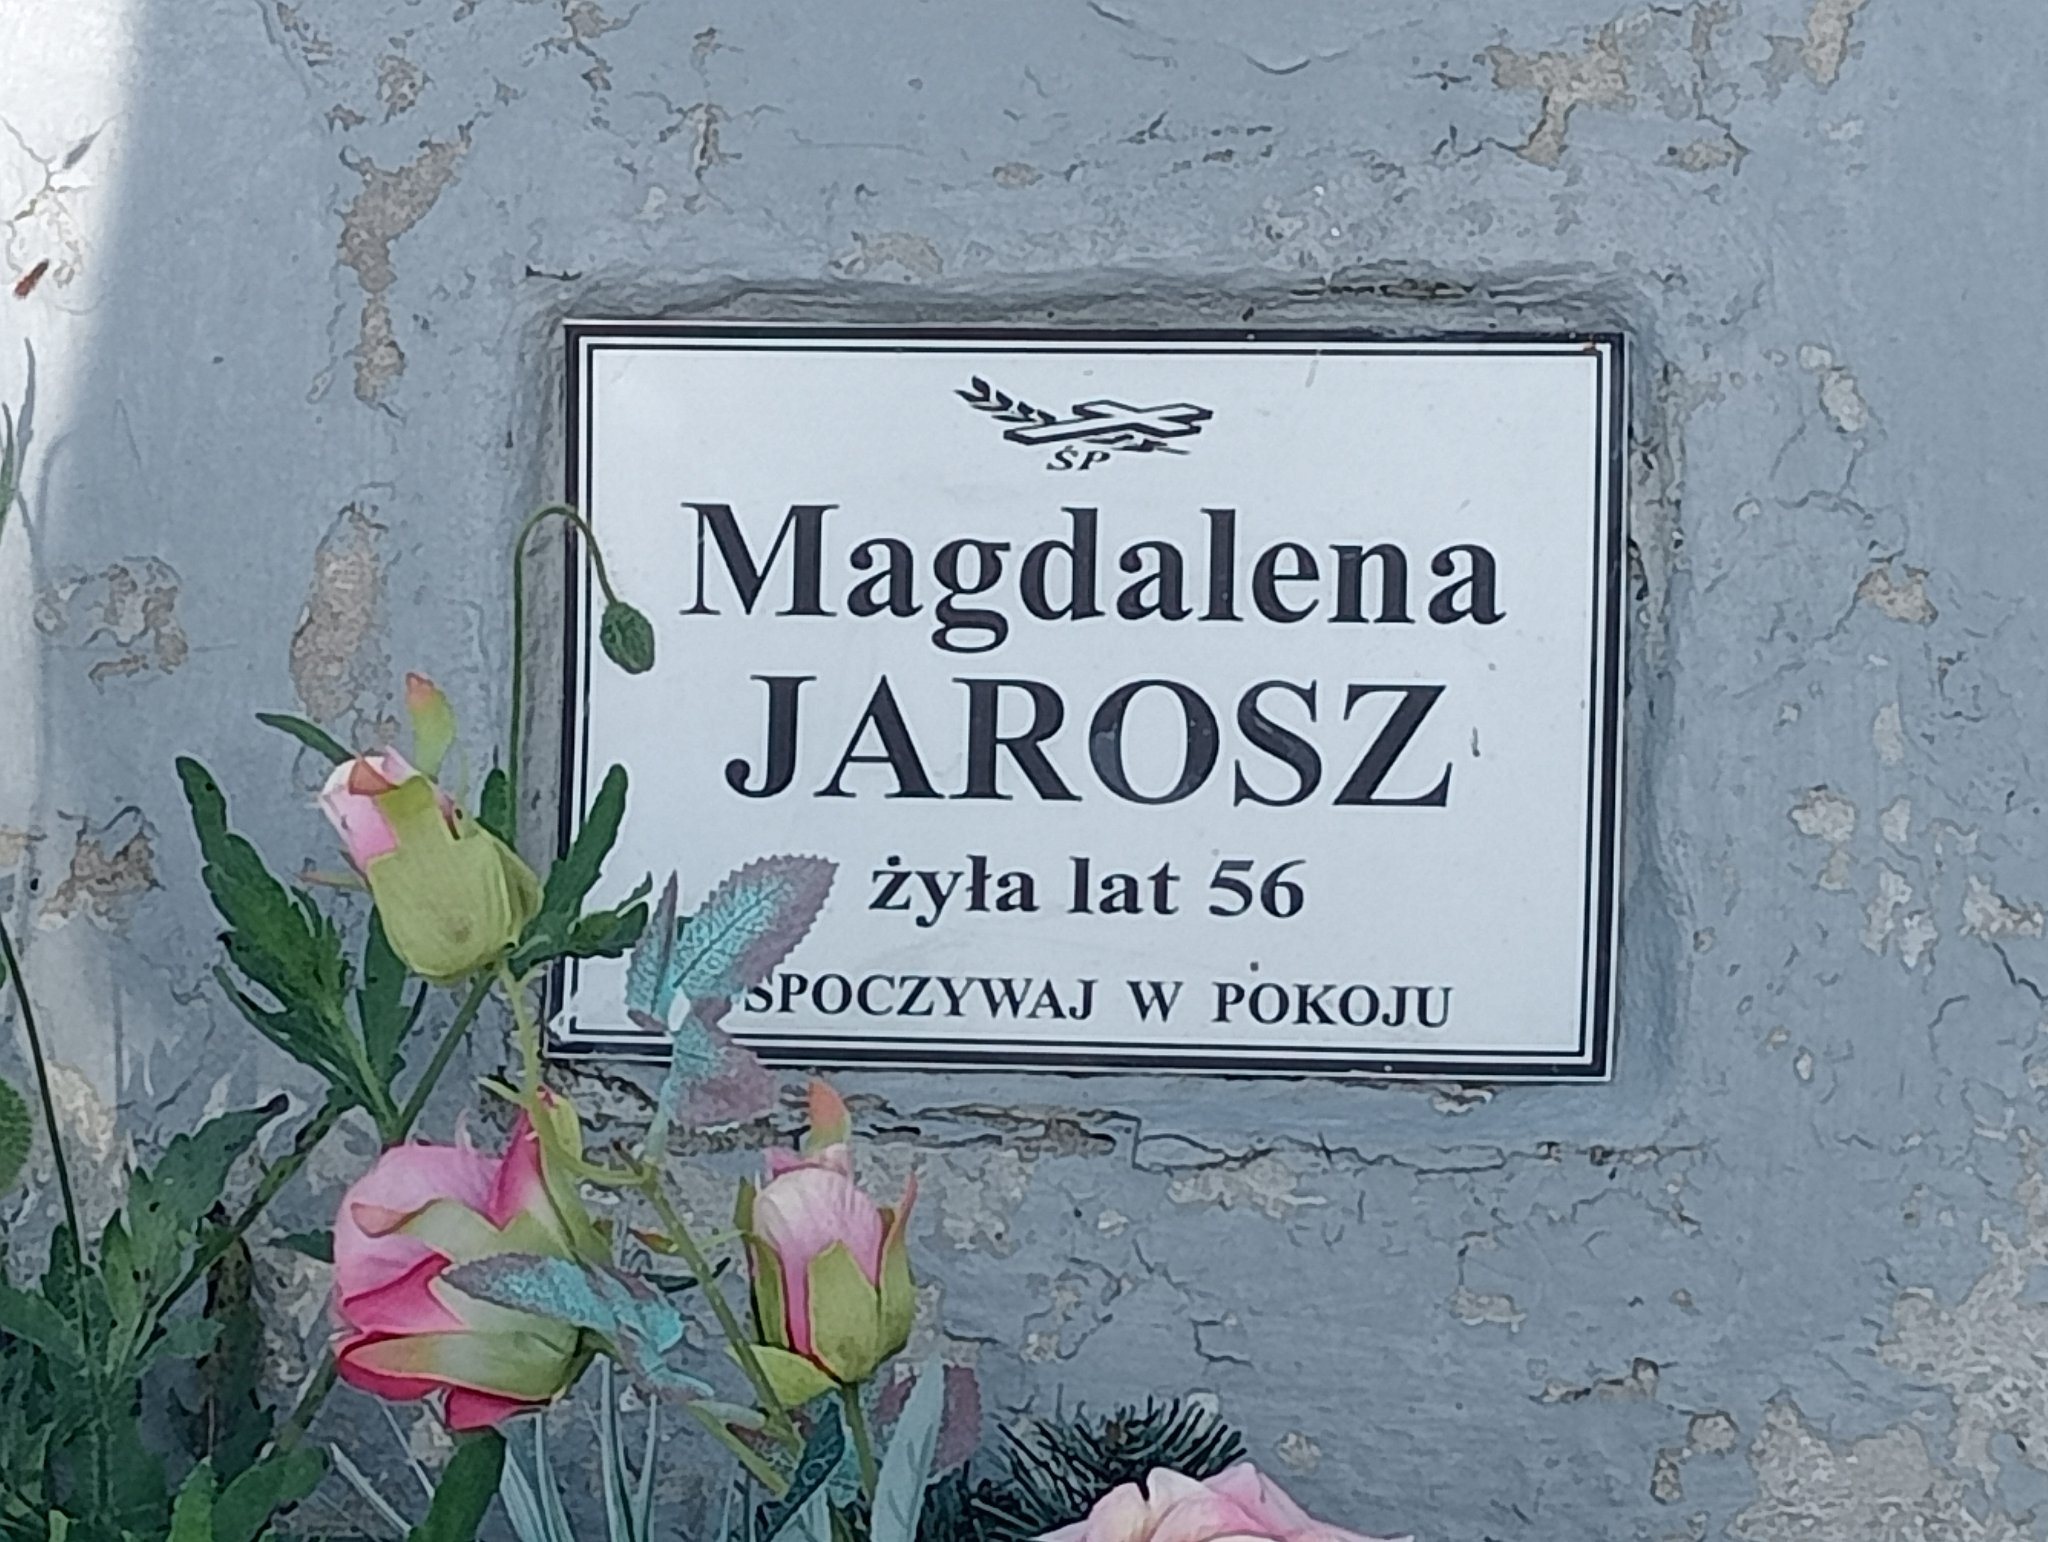 ŚP
Magdalena
JAROSZ
żyła lat 56
SPOCZYWAJ W POKOJU